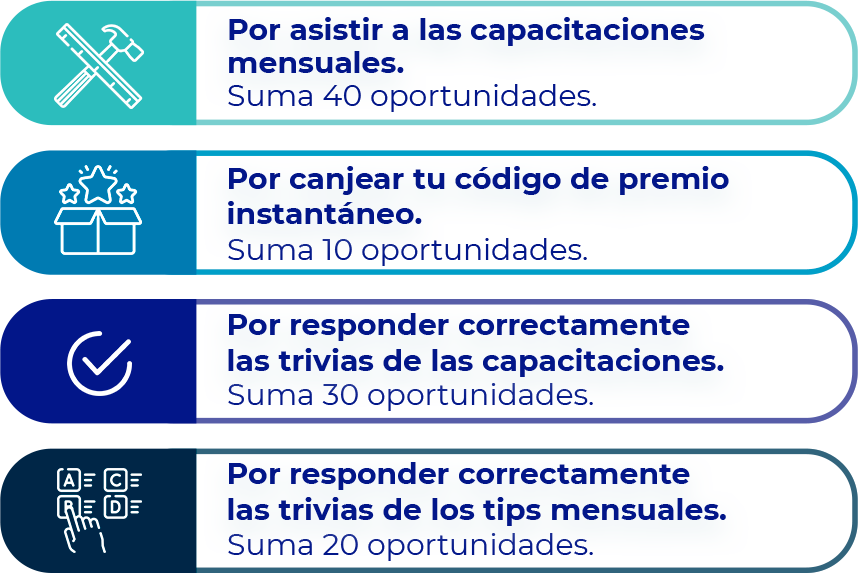 Por asistir a las capacitaciones
mensuales.
Suma 40 oportunidades.
Por canjear tu código de premio
instantáneo.
Suma 10 oportunidades.
Por responder correctamente
las trivias de las capacitaciones.
Suma 30 oportunidades.
A C
B D
Por responder correctamente
las trivias de los tips mensuales.
Suma 20 oportunidades.